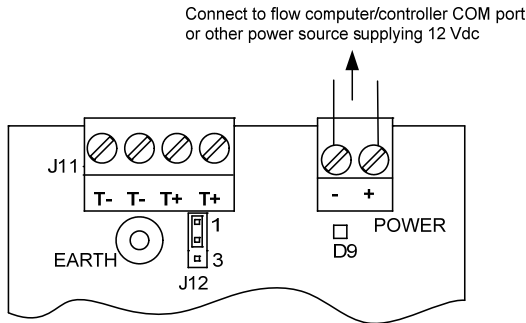 Connect to flow computer/controller COM port
or other power source supplying 12 Vdc
J11
T- T- T+ T+
- +
1
POWER
EARTH
3
D9
J12